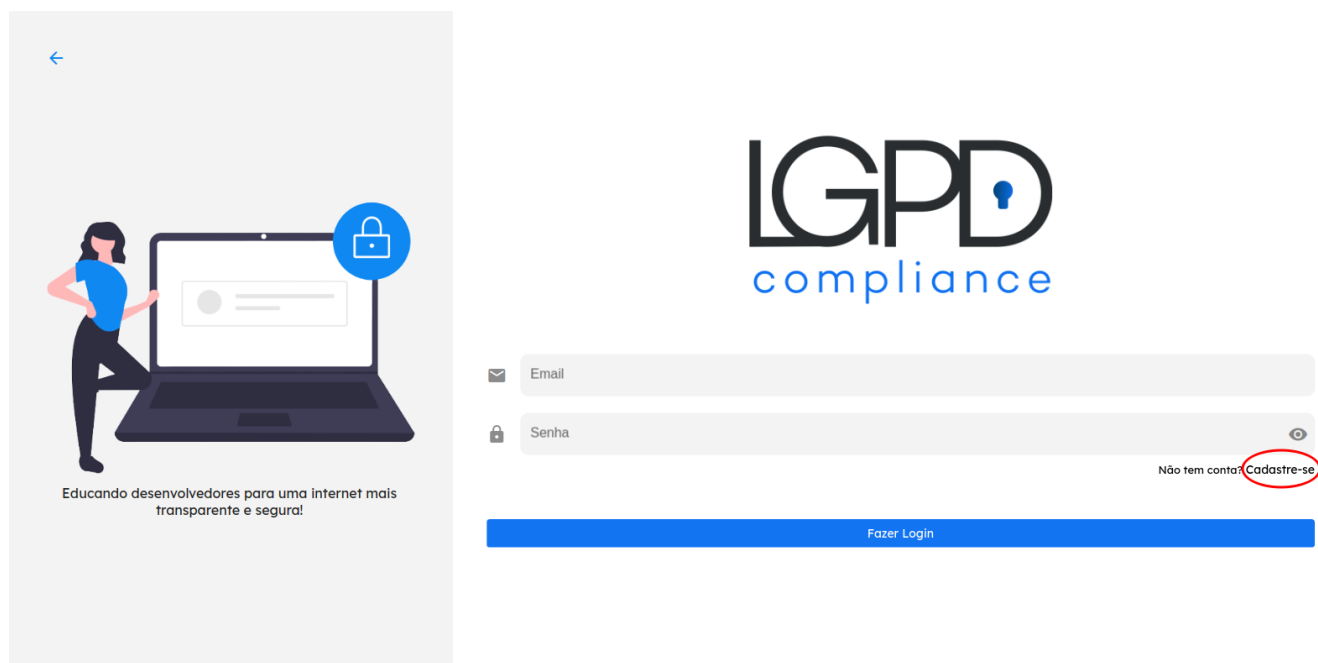 Educando desenvolvedores para uma internet mais
transparente e segura!
LGPD
compliance
Email
Senha
Não tem conta? Cadastre-se
Fazer Login